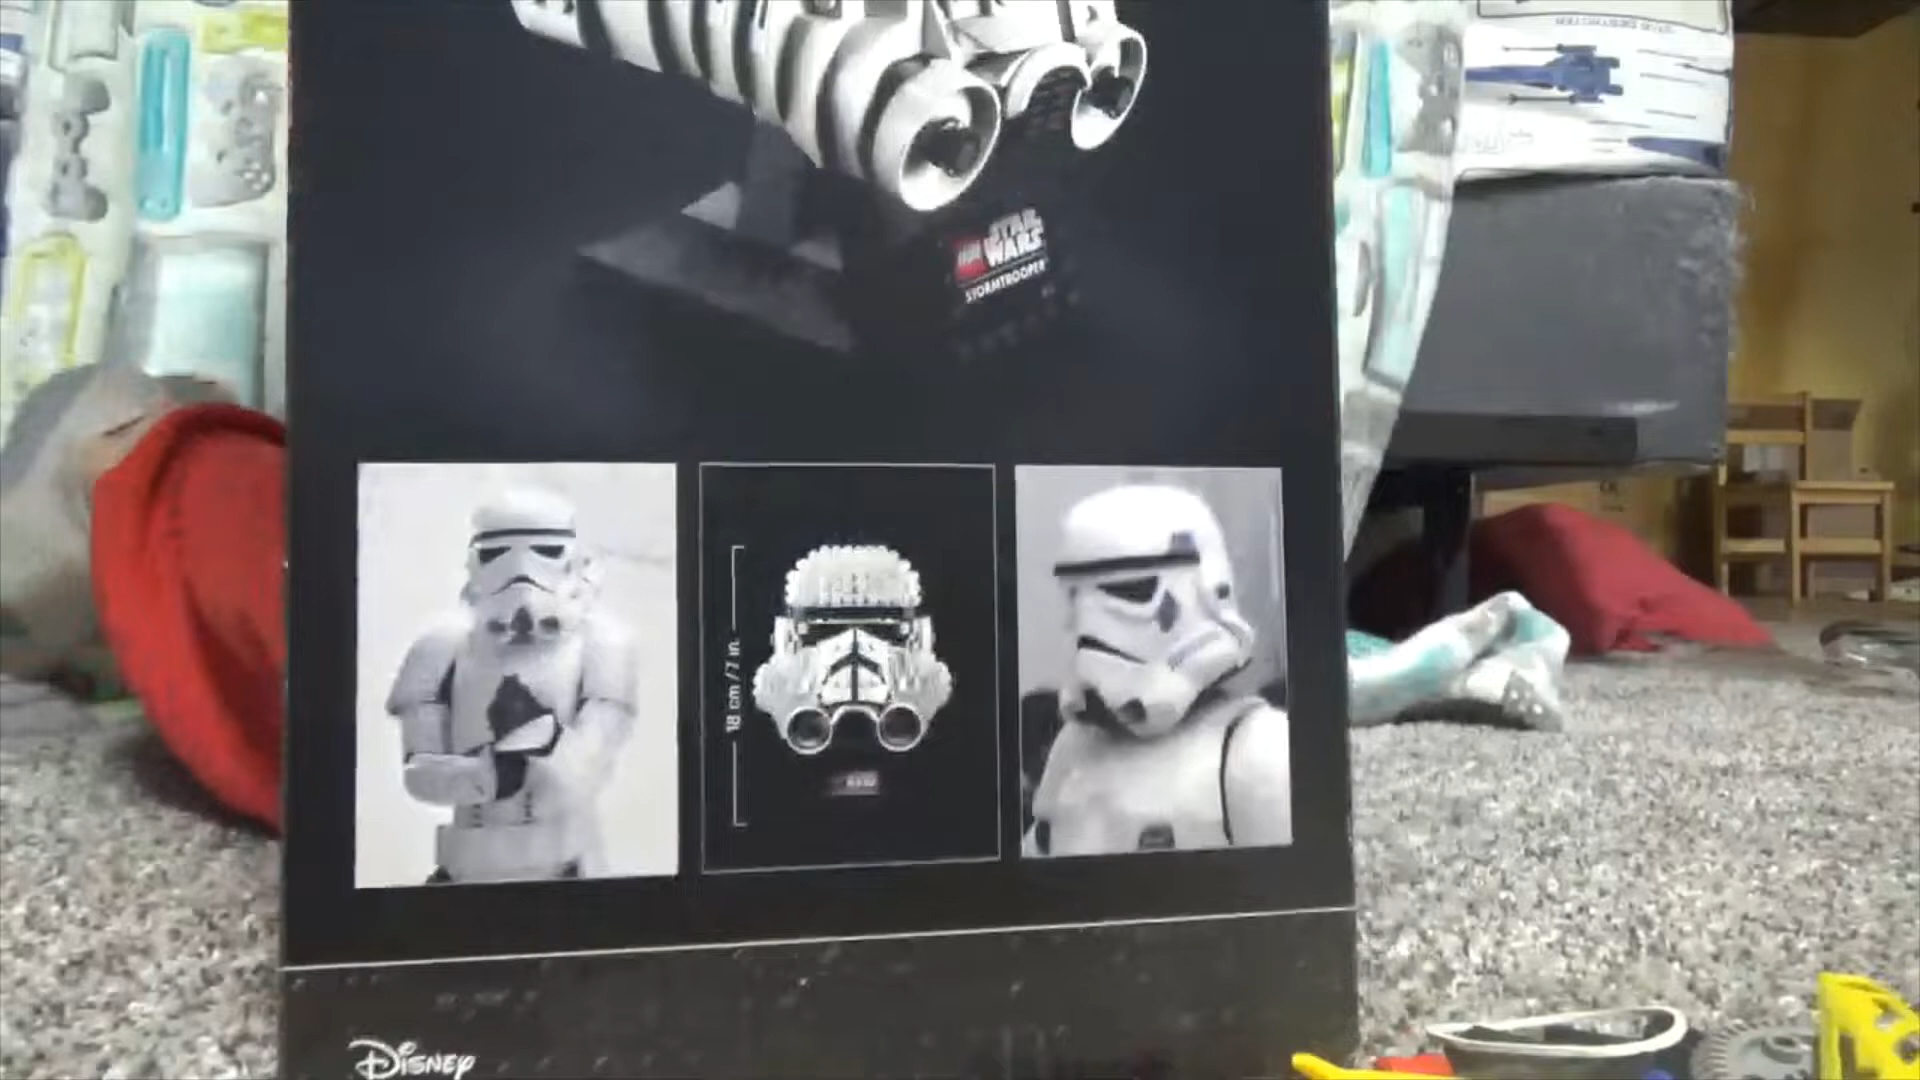 STAR
WARS
STORMTROOPER
18 cm / 7 in.
Disney